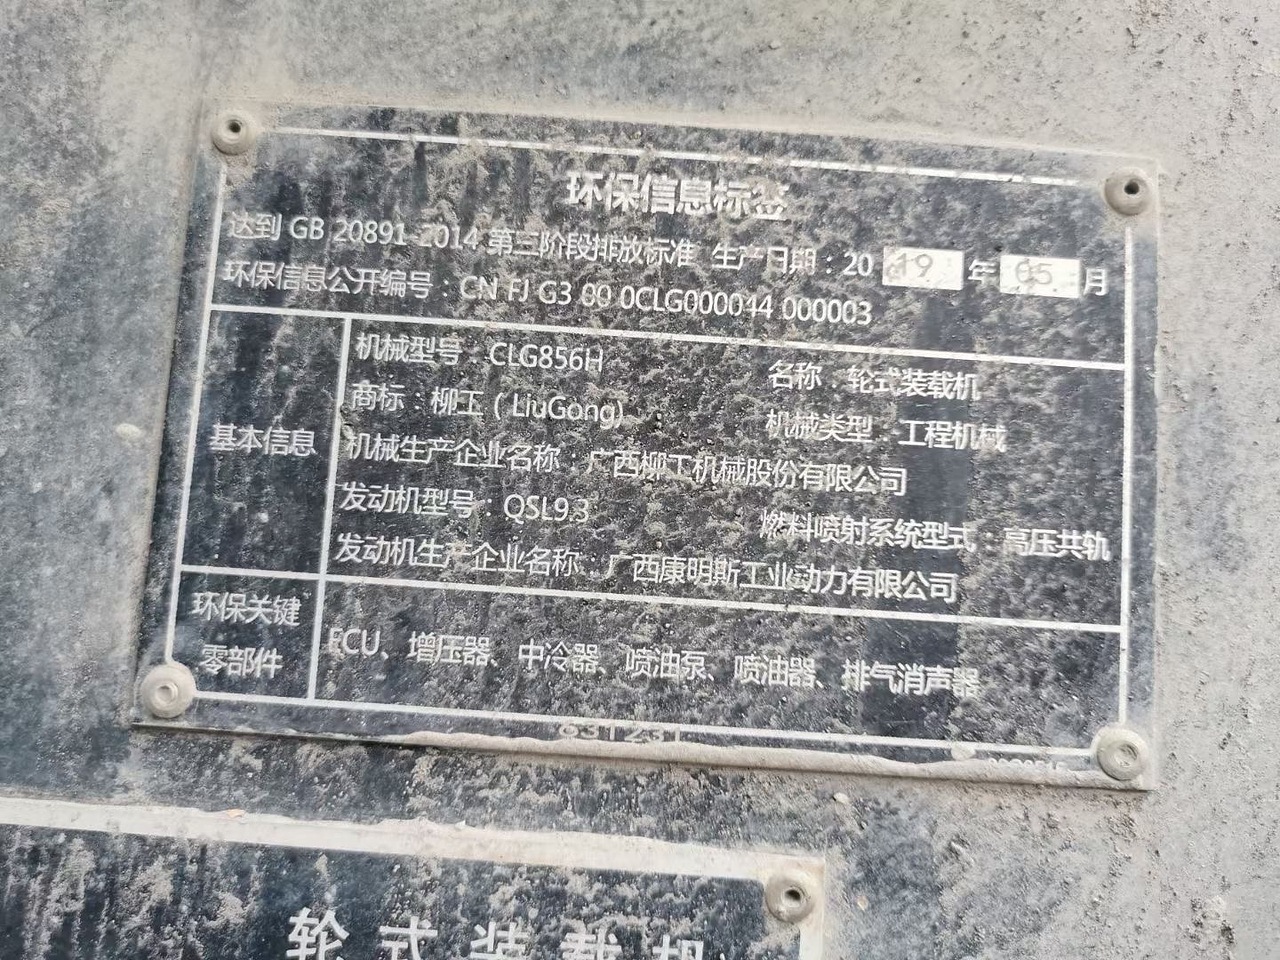 环保信息标签
达到 GB 20891-2014 第三阶段排放标准 生产日期：20 19 年 05 月
环保信息公开编号：CN FJ G3 00 0CLG000044 000003
基本信息
机械型号：CLG856H 名称：轮式装载机
商标：柳工（LiuGong) 机械类型：工程机械
机械生产企业名称：广西柳工机械股份有限公司
发动机型号：QSL9.3 燃料喷射系统型式：高压共轨
发动机生产企业名称：广西康明斯工业动力有限公司
环保关键零部件
ECU、增压器、中冷器、喷油泵、喷油器、排气消声器
轮式装载机